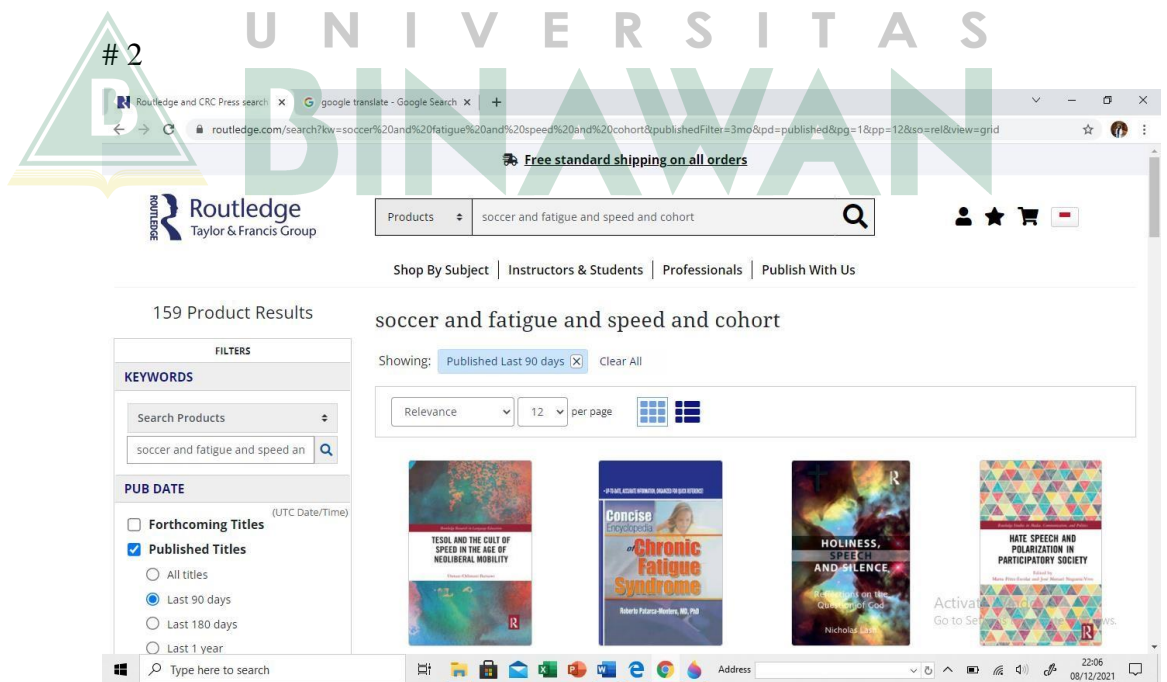 UNIVERSITAS
# 2
BINAWAN
Routledge and CRC Press search
google translate - Google Search
routledge.com/search?kw=soccer%20and%20fatigue%20and%20speed%20and%20cohort&publishedFilter=3mo&pd=published&pg=1&pp=12&so=rel&view=grid
Free standard shipping on all orders
ROUTLEDGE
Routledge
Taylor & Francis Group
Products
soccer and fatigue and speed and cohort
Shop By Subject | Instructors & Students | Professionals | Publish With Us
159 Product Results
soccer and fatigue and speed and cohort
FILTERS
Showing: Published Last 90 days Clear All
KEYWORDS
Search Products
Relevance 12 per page
soccer and fatigue and speed an
PUB DATE
(UTC Date/Time)
Forthcoming Titles
Published Titles
All titles
Last 90 days
Last 180 days
Last 1 year
TESOL AND THE CULT OF
SPEED IN THE AGE OF
NEOLIBERAL MOBILITY
R
Concise
Encyclopedia
of Chronic
Fatigue
Syndrome
Roberto Patarca-Montero, MD, PhD
R
HOLINESS,
SPEECH
AND SILENCE
Reflections on the
Question of God
Nicholas Lash
HATE SPEECH AND
POLARIZATION IN
PARTICIPATORY SOCIETY
R
Type here to search
Address
22:06
08/12/2021